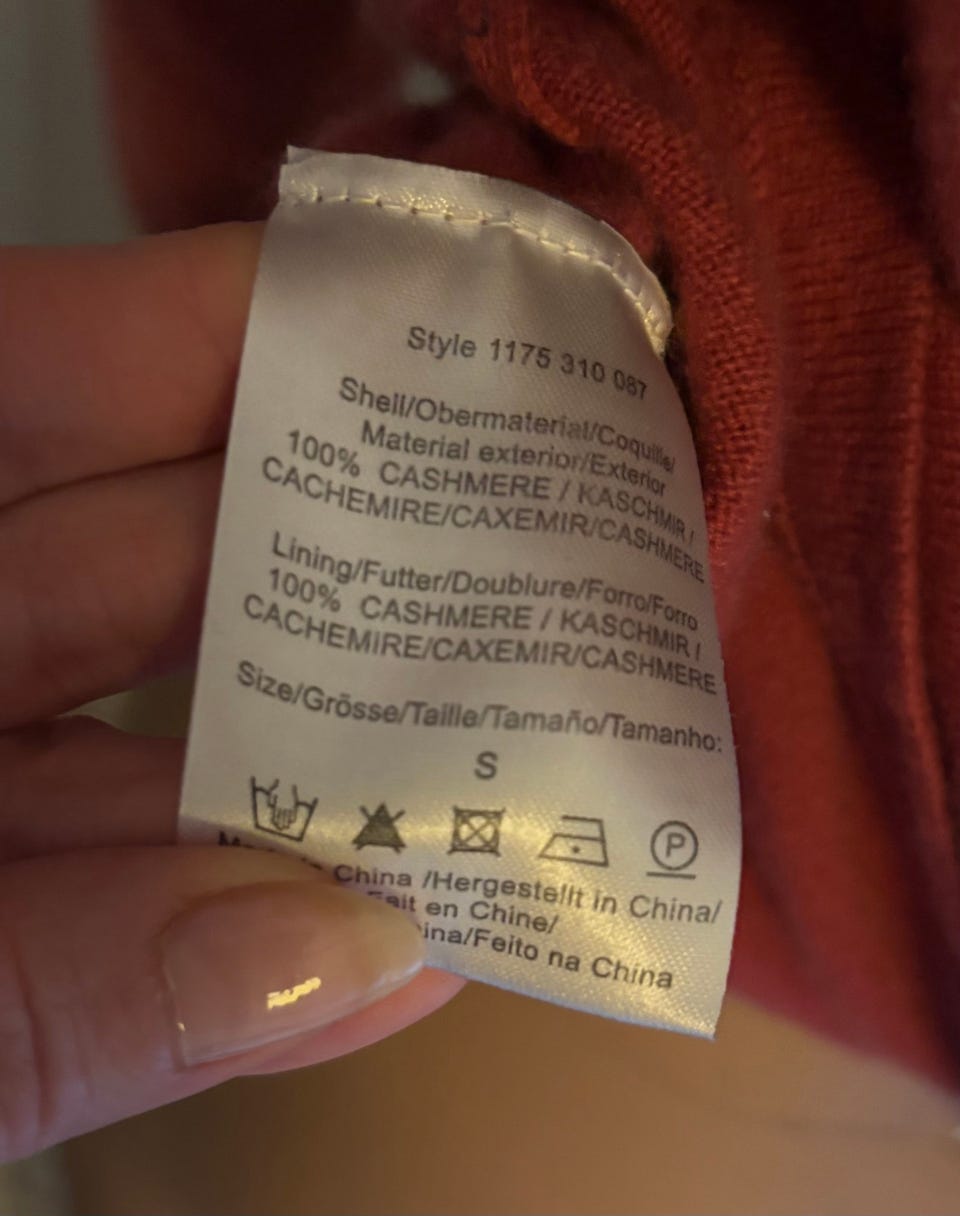 Style 1175 310 087
Shell/Obermaterial/Coquille/
Material exterior/Exterior
100% CASHMERE / KASCHMIR /
CACHEMIRE/CAXEMIR/CASHMERE
Lining/Futter/Doublure/Forro/Forro
100% CASHMERE / KASCHMIR /
CACHEMIRE/CAXEMIR/CASHMERE
Size/Grösse/Taille/Tamaño/Tamanho:
S
P
China /Hergestellt in China/
en Chine/
/Feito na China